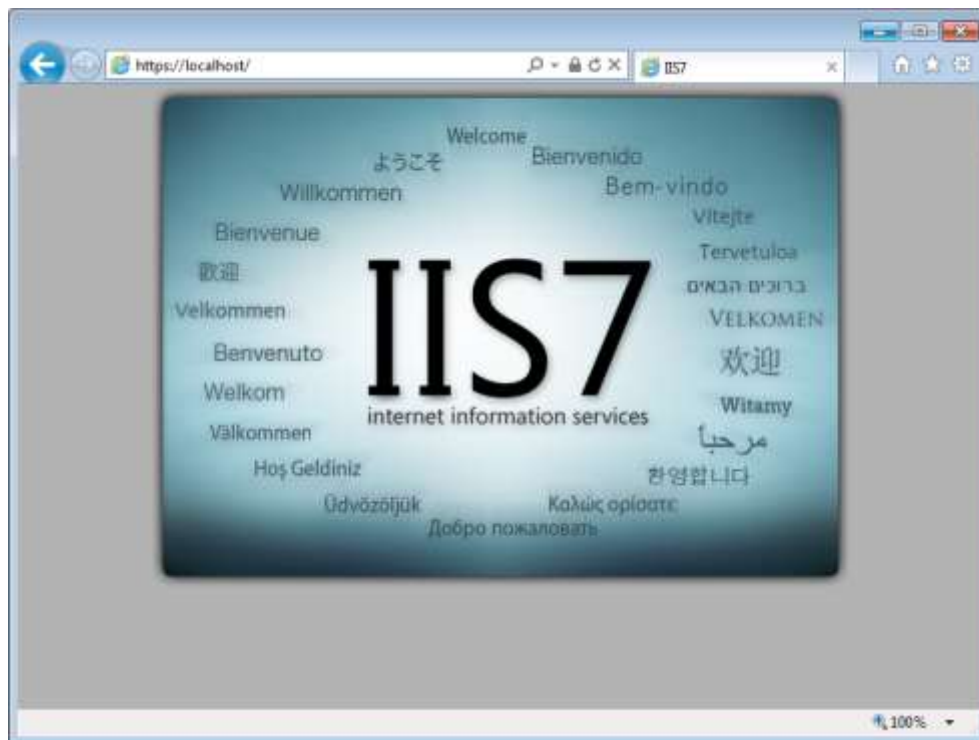 https://localhost/
IIS7
Welcome
ようこそ
Bienvenido
Willkommen
Bem-vindo
Vítejte
Bienvenue
Tervetuloa
歡迎
ברוכים הבאים
Velkommen
VELKOMEN
Benvenuto
欢迎
Welkom
Witamy
Välkommen
مرحباً
Hoş Geldiniz
환영합니다
Üdvözöljük
Καλώς ορίσατε
Добро пожаловать
IIS7
internet information services
100%